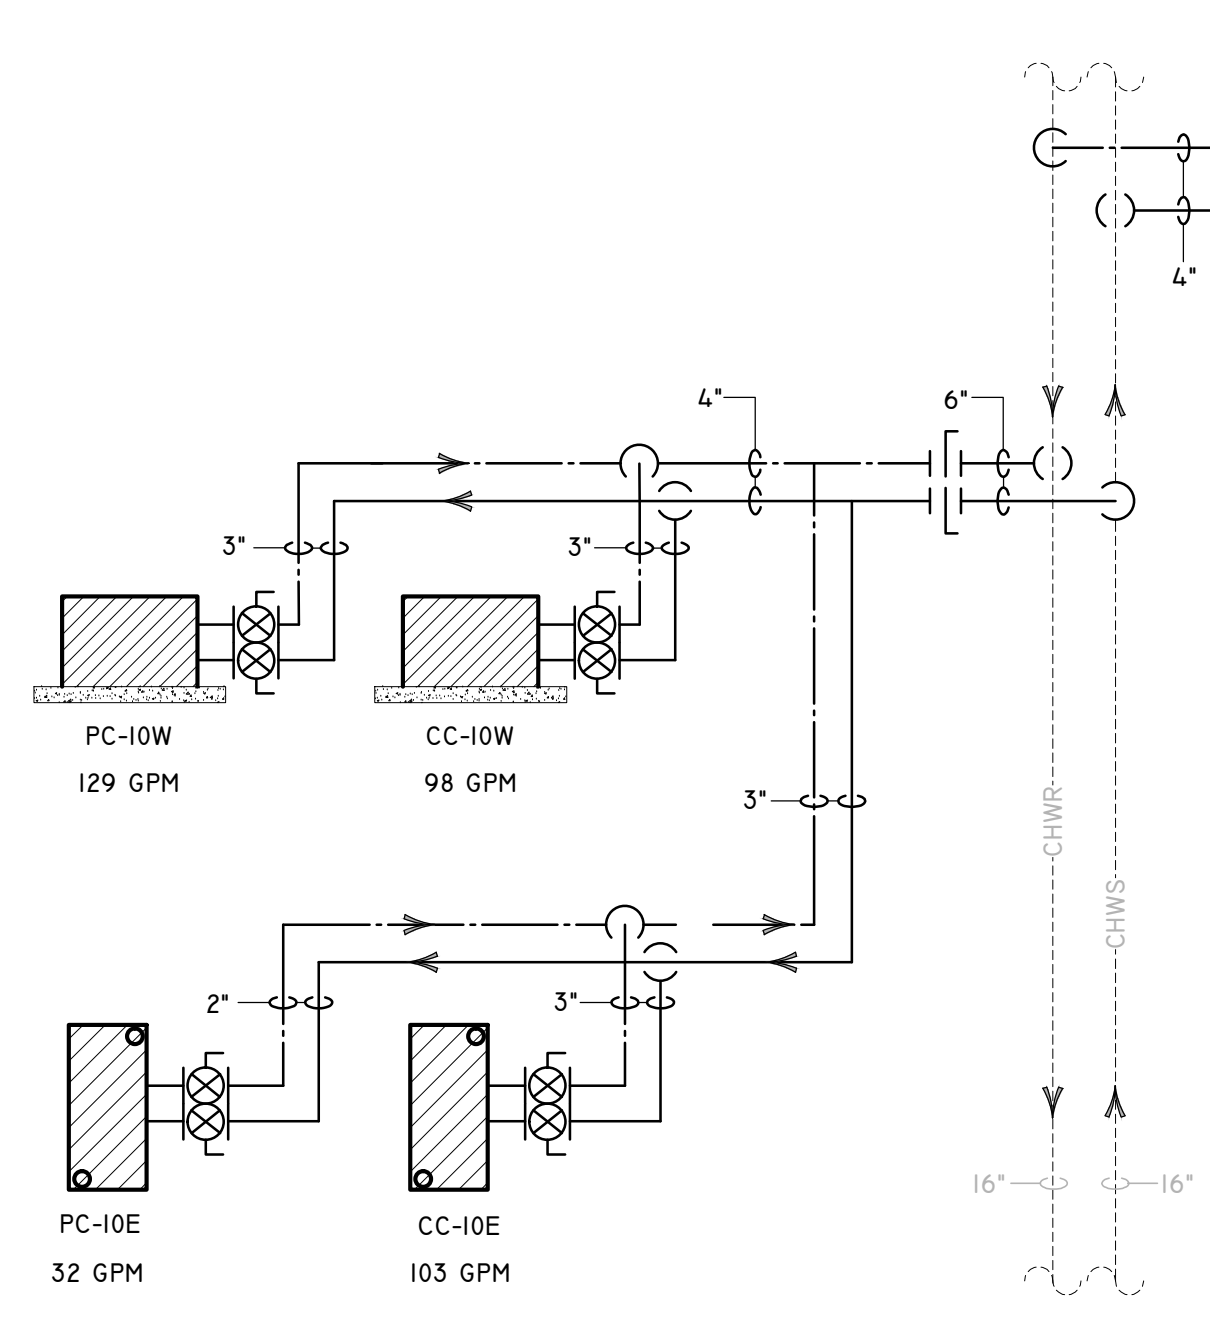 4"
4"
6"
3"
3"
PC-10W
CC-10W
129 GPM
98 GPM
3"
CHWR
CHWS
2"
3"
16"
16"
PC-10E
CC-10E
32 GPM
103 GPM